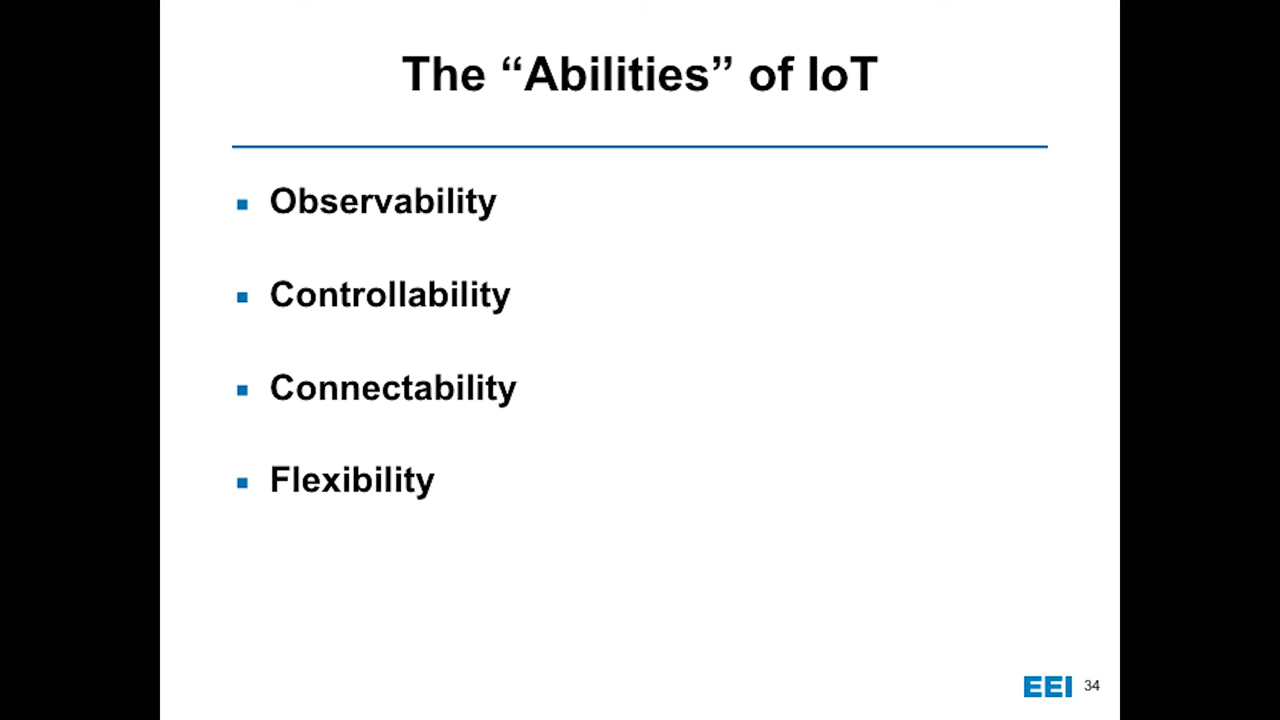 The “Abilities” of IoT
Observability
Controllability
Connectability
Flexibility
EEI 34